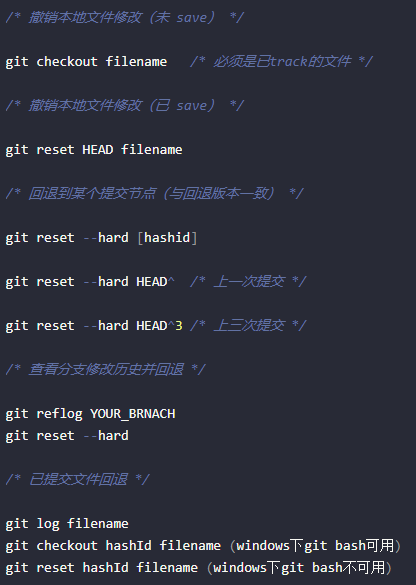 /* 撤销本地文件修改（未 save） */
git checkout filename   /* 必须是已track的文件 */
/* 撤销本地文件修改（已 save） */
git reset HEAD filename
/* 回退到某个提交节点（与回退版本一致） */
git reset --hard [hashid]
git reset --hard HEAD^  /* 上一次提交 */
git reset --hard HEAD^3 /* 上三次提交 */
/* 查看分支修改历史并回退 */
git reflog YOUR_BRNACH
git reset --hard
/* 已提交文件回退 */
git log filename
git checkout hashId filename (windows下git bash可用)
git reset hashId filename (windows下git bash不可用)